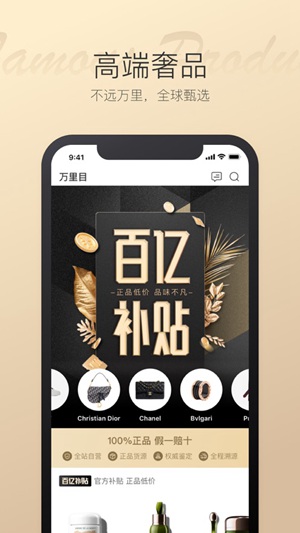 Famous Produ
高端奢品
不远万里，全球甄选
9:41
万里目
百亿
正品低价 品味不凡
补贴
Christian Dior
Chanel
Bvlgari
100%正品 假一赔十
全站自营
正品货源
权威鉴定
全程溯源
百亿补贴 官方补贴 正品低价